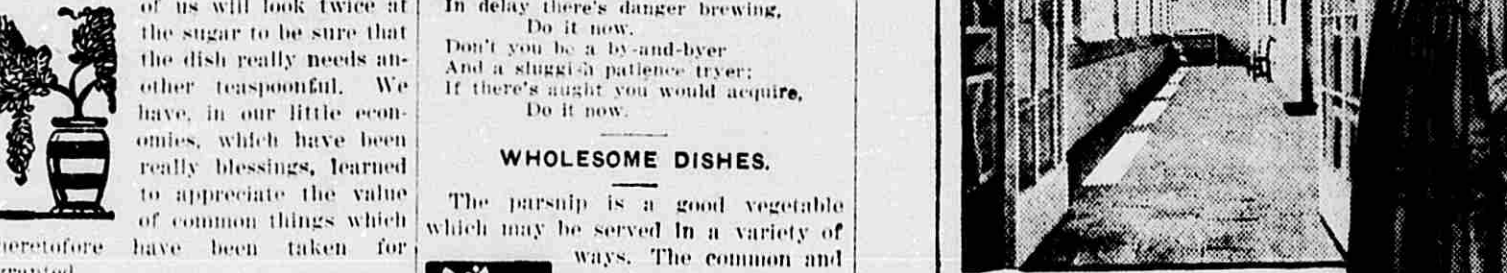 of us will look twice at
the sugar to be sure that
the dish really needs an-
other teaspoonful. We
have, in our little econ-
omies, which have been
really blessings, learned
to appreciate the value
of common things which
heretofore have been taken for
granted
In delay there's danger brewing,
Do it now.
Don't you be a by-and-byer
And a sluggish patience tryer;
If there's aught you would acquire,
Do it now.
WHOLESOME DISHES.
The parsnip is a good vegetable
which may be served in a variety of
ways. The common and